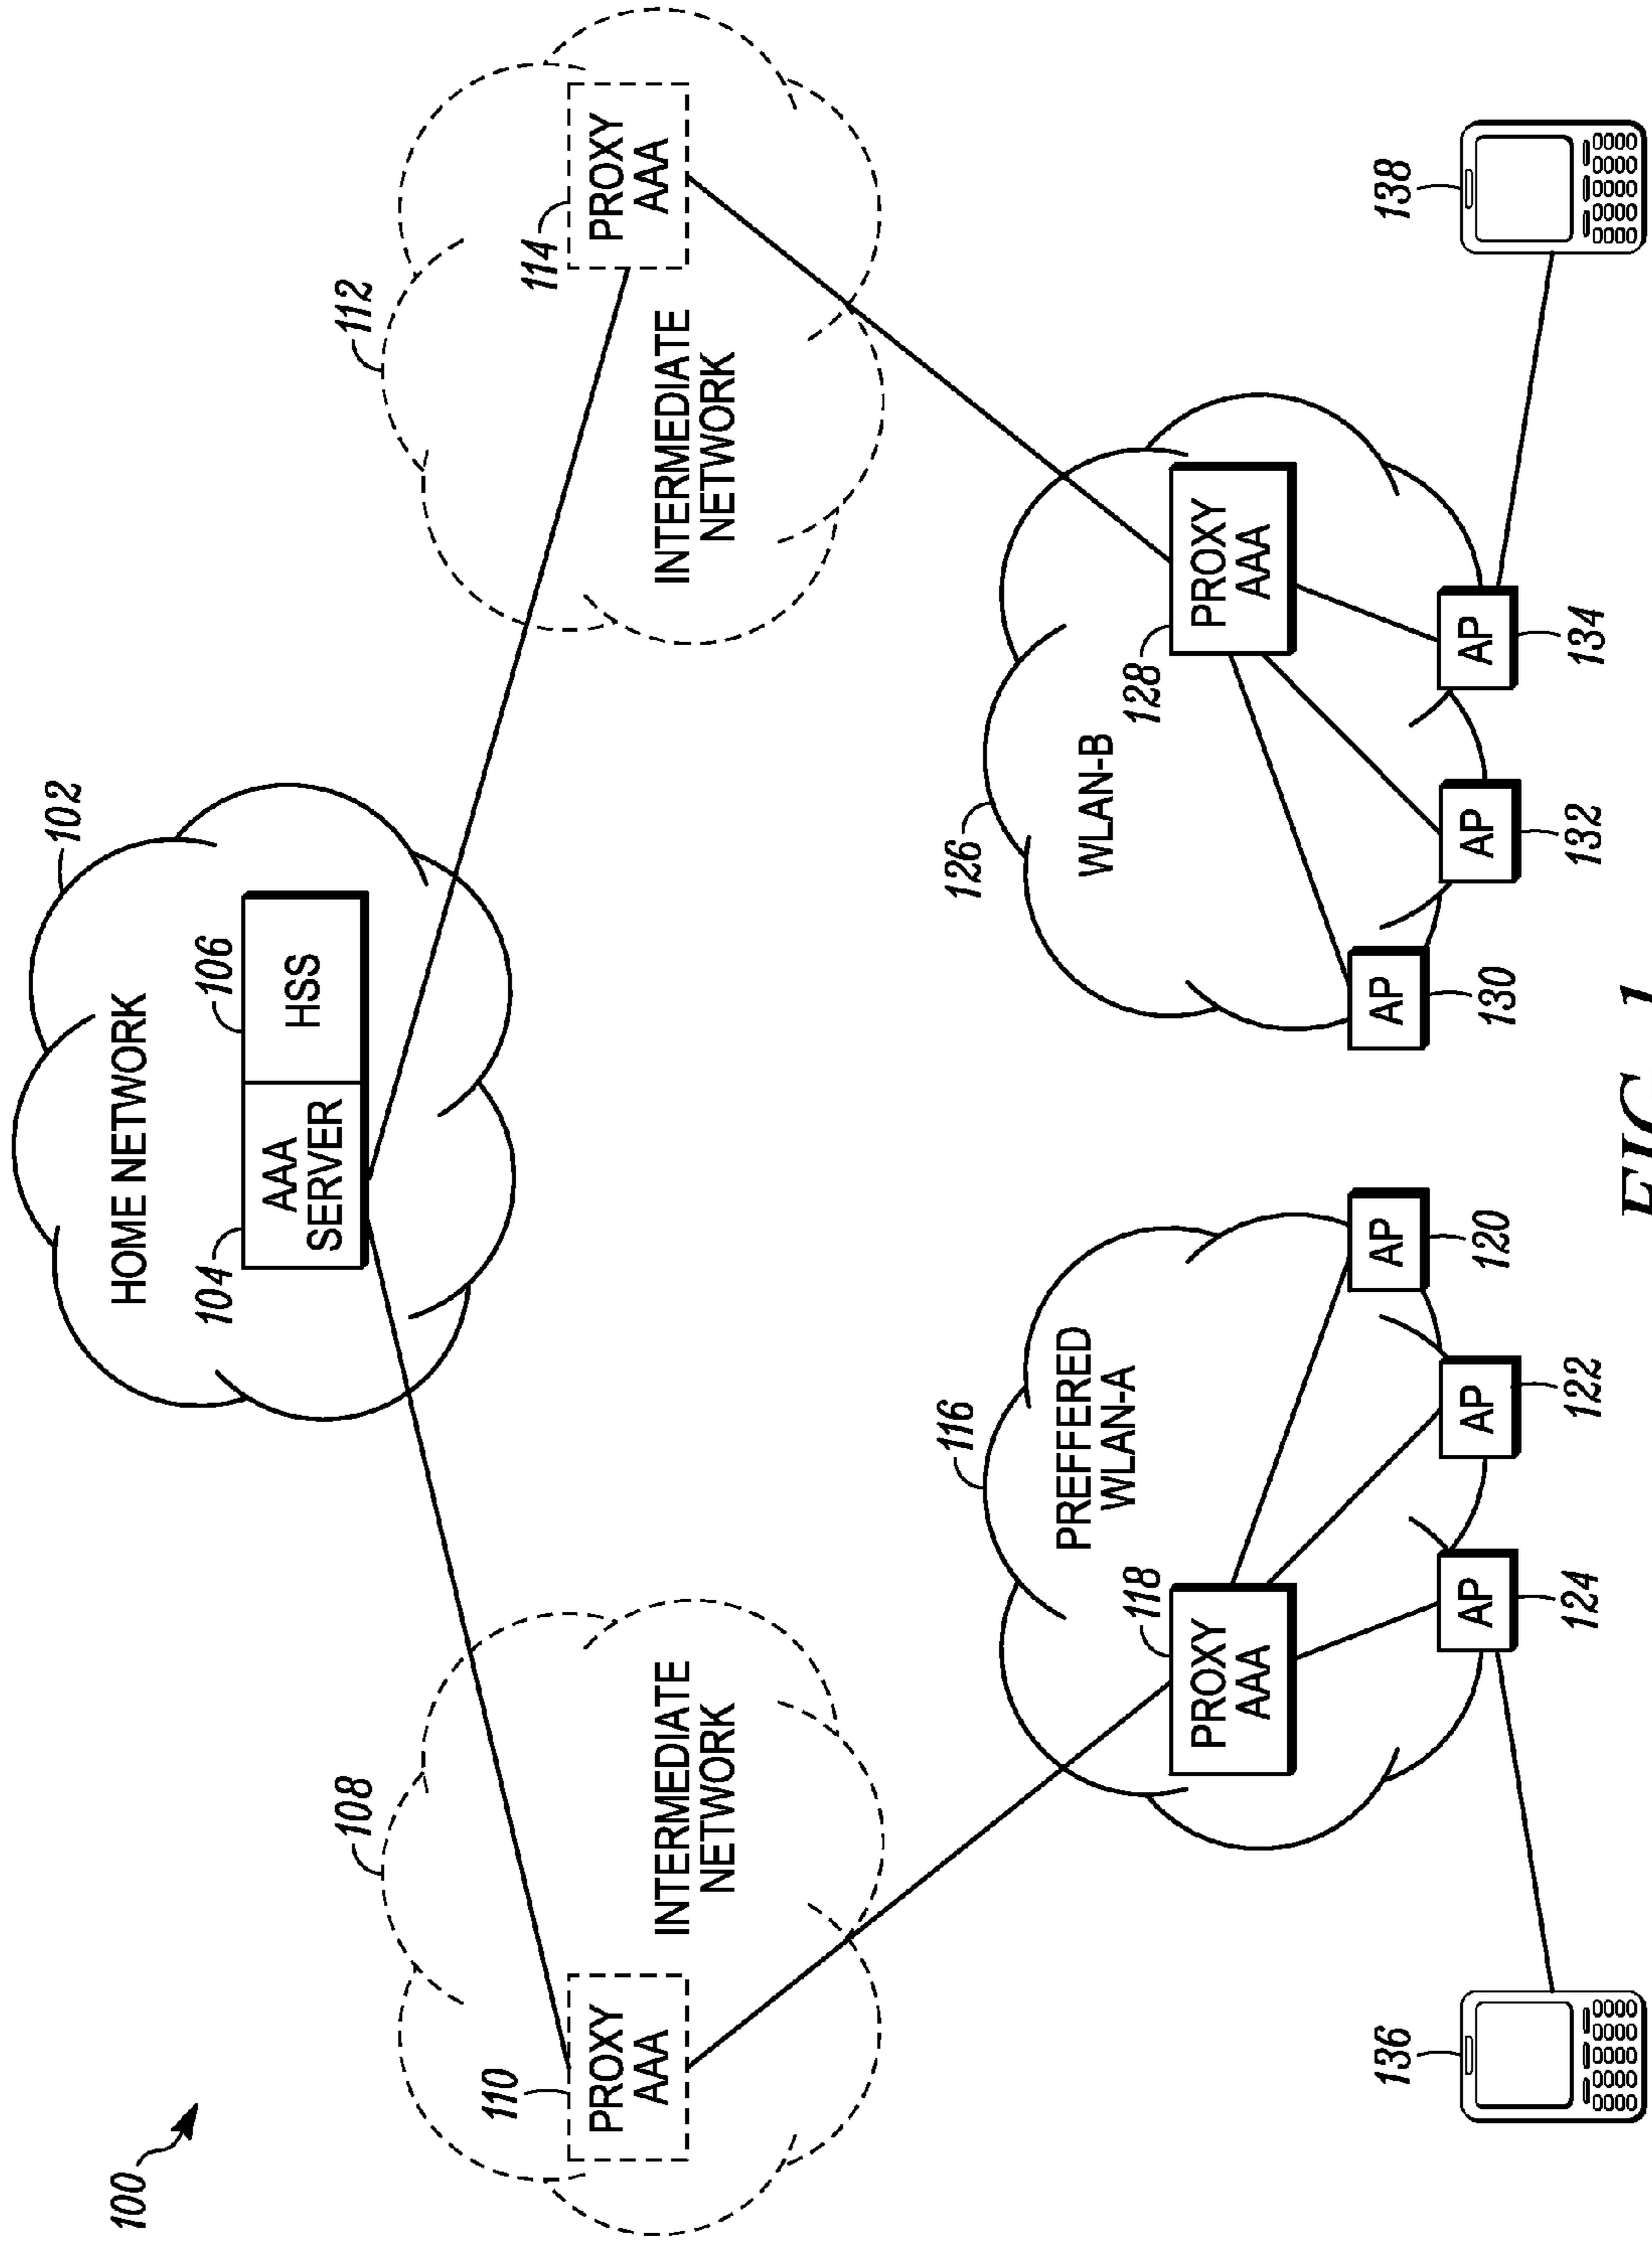 100
HOME NETWORK
102
104
AAA
SERVER
106
HSS
108
110
PROXY
AAA
INTERMEDIATE
NETWORK
112
114
PROXY
AAA
INTERMEDIATE
NETWORK
116
PREFFERED
WLAN-A
118
PROXY
AAA
126
WLAN-B
128
PROXY
AAA
AP
124
AP
122
AP
120
AP
130
AP
132
AP
134
136
138
FIG. 1